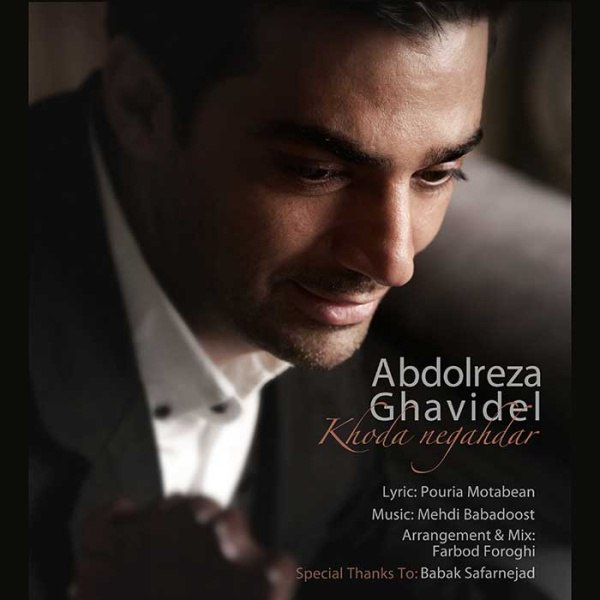 Abdolreza
Ghavidel
Khoda negahdar
Lyric: Pouria Motabean
Music: Mehdi Babadoost
Arrangement & Mix:
Farbod Foroghi
Special Thanks To: Babak Safarnejad